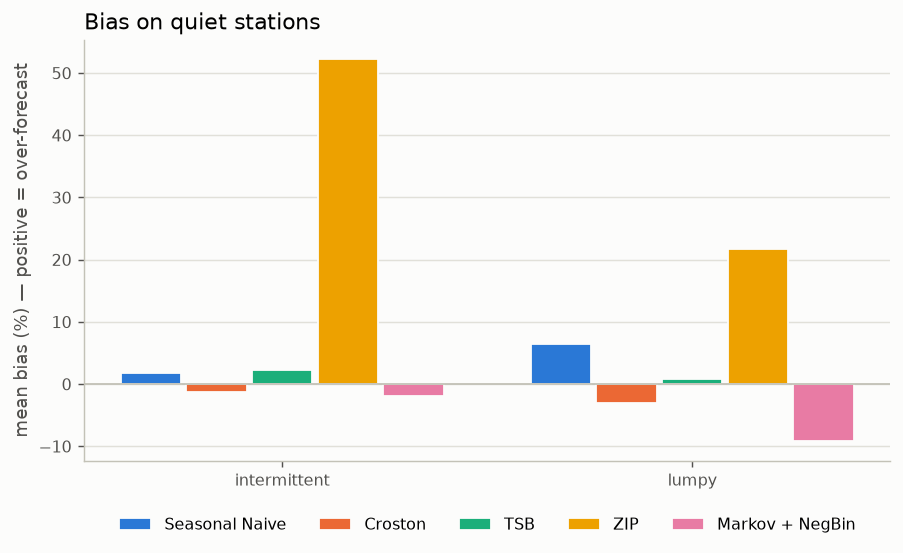 Bias on quiet stations
mean bias (%) — positive = over-forecast
50
40
30
20
10
0
−10
intermittent
lumpy
Seasonal Naive
Croston
TSB
ZIP
Markov + NegBin